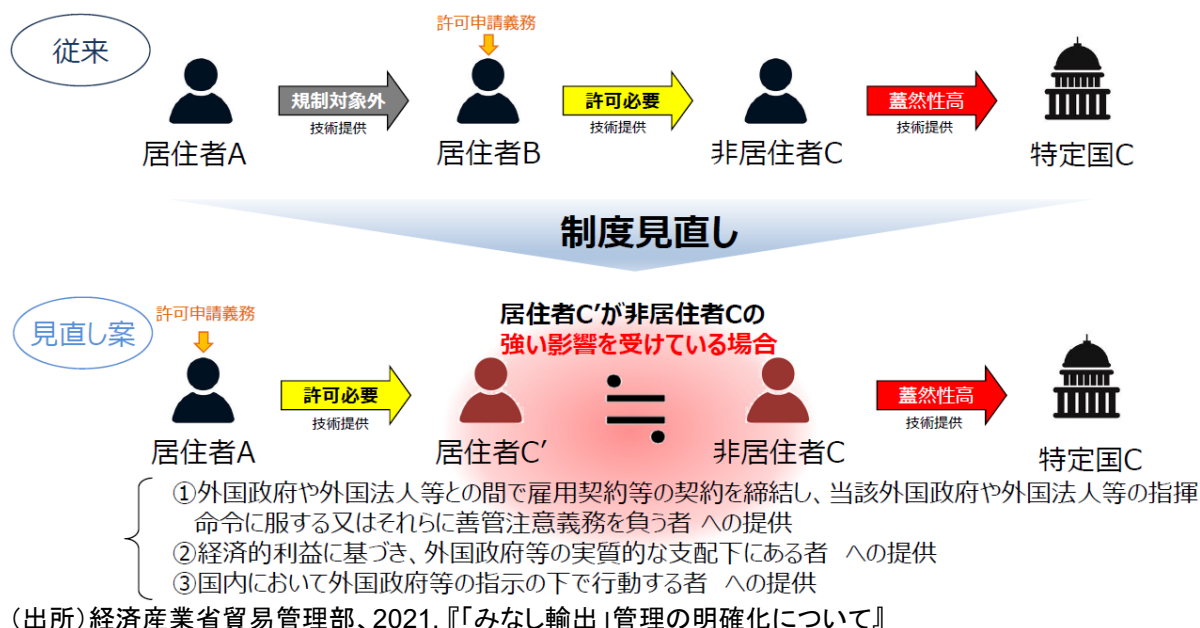 従来
許可申請義務
規制対象外
許可必要
蓋然性高
技術提供
技術提供
技術提供
居住者A
居住者B
非居住者C
特定国C
制度見直し
見直し案
許可申請義務
居住者C’が非居住者Cの
強い影響を受けている場合
許可必要
≒
蓋然性高
技術提供
技術提供
居住者A
居住者C’
非居住者C
特定国C
①外国政府や外国法人等との間で雇用契約等の契約を締結し、当該外国政府や外国法人等の指揮
命令に服する又はそれらに善管注意義務を負う者 への提供
②経済的利益に基づき、外国政府等の実質的な支配下にある者 への提供
③国内において外国政府等の指示の下で行動する者 への提供
（出所）経済産業省貿易管理部、2021.『「みなし輸出」管理の明確化について』